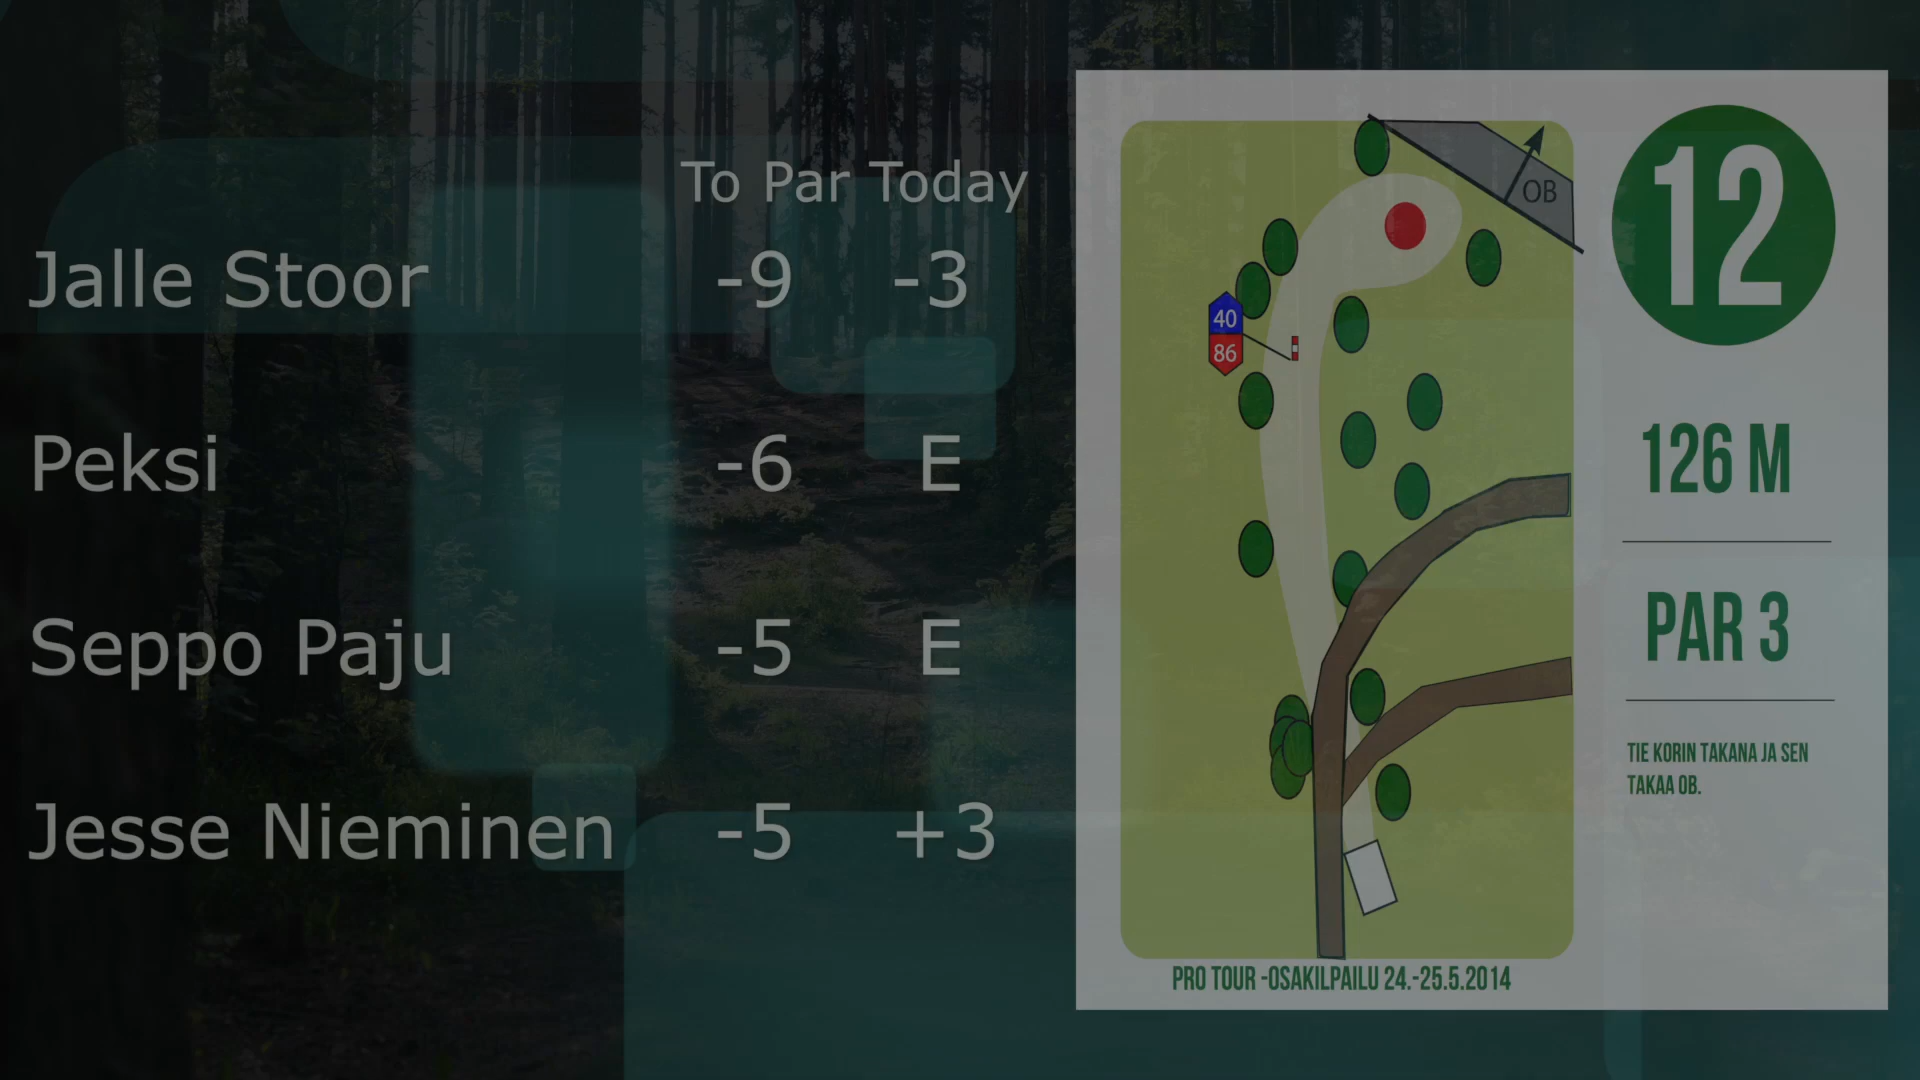 To Par Today
Jalle Stoor -9 -3
Peksi -6 E
Seppo Paju -5 E
Jesse Nieminen -5 +3
OB
40
86
12
126 M
PAR 3
TIE KORIN TAKANA JA SEN
TAKAA OB.
PRO TOUR -OSAKILPAILU 24.-25.5.2014